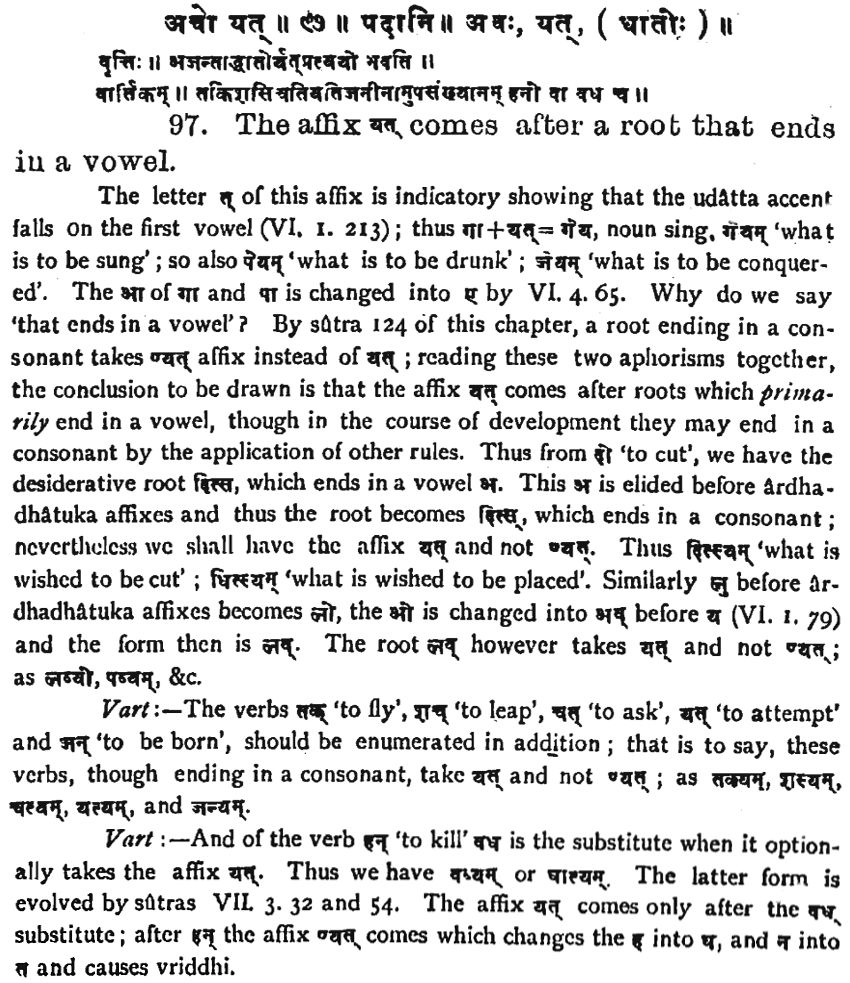 अचो यत् ॥ ९७ ॥ पदानि ॥ अचः, यत्, ( धातोः ) ॥
वृत्तिः ॥ अजन्ताद्धातोर्यत्प्रत्ययो भवति ॥
वार्त्तिकम् ॥ तकिशसिचतियतिजनीनामुपसंख्यानम् हनो वा वध च ॥
97. The affix यत् comes after a root that ends
in a vowel.
The letter त् of this affix is indicatory showing that the udâtta accent
falls on the first vowel (VI. 1. 213) ; thus गा+यत्= गेय, noun sing. गेयम् 'what
is to be sung' ; so also पेयम् 'what is to be drunk' ; जेयम् 'what is to be conquer-
ed'. The आ of गा and पा is changed into ए by VI. 4. 65. Why do we say
'that ends in a vowel'? By sûtra 124 of this chapter, a root ending in a con-
sonant takes ण्यत् affix instead of यत् ; reading these two aphorisms together,
the conclusion to be drawn is that the affix यत् comes after roots which prima-
rily end in a vowel, though in the course of development they may end in a
consonant by the application of other rules. Thus from दो 'to cut', we have the
desiderative root दित्स, which ends in a vowel अ. This अ is elided before ârdha-
dhâtuka affixes and thus the root becomes दित्स्, which ends in a consonant ;
nevertheless we shall have the affix यत् and not ण्यत्. Thus दित्स्यम् 'what is
wished to be cut' ; धित्स्यम् 'what is wished to be placed'. Similarly लु before âr-
dhadhâtuka affixes becomes लो, the ओ is changed into अव् before य (VI. 1. 79)
and the form then is लव्. The root लव् however takes यत् and not ण्यत् ;
as लव्यो, पव्यम्, &c.
Vart :—The verbs तक् 'to fly', शच् 'to leap', चत् 'to ask', यत् 'to attempt'
and जन् 'to be born', should be enumerated in addition ; that is to say, these
verbs, though ending in a consonant, take यत् and not ण्यत् ; as तक्यम्, शस्यम्,
चत्यम्, यत्यम्, and जन्यम्.
Vart :—And of the verb हन् 'to kill' वध is the substitute when it option-
ally takes the affix यत्. Thus we have वध्यम् or घात्यम्. The latter form is
evolved by sûtras VII. 3. 32 and 54. The affix यत् comes only after the वध्
substitute ; after हन् the affix ण्यत् comes which changes the ह into घ, and न into
त and causes vriddhi.